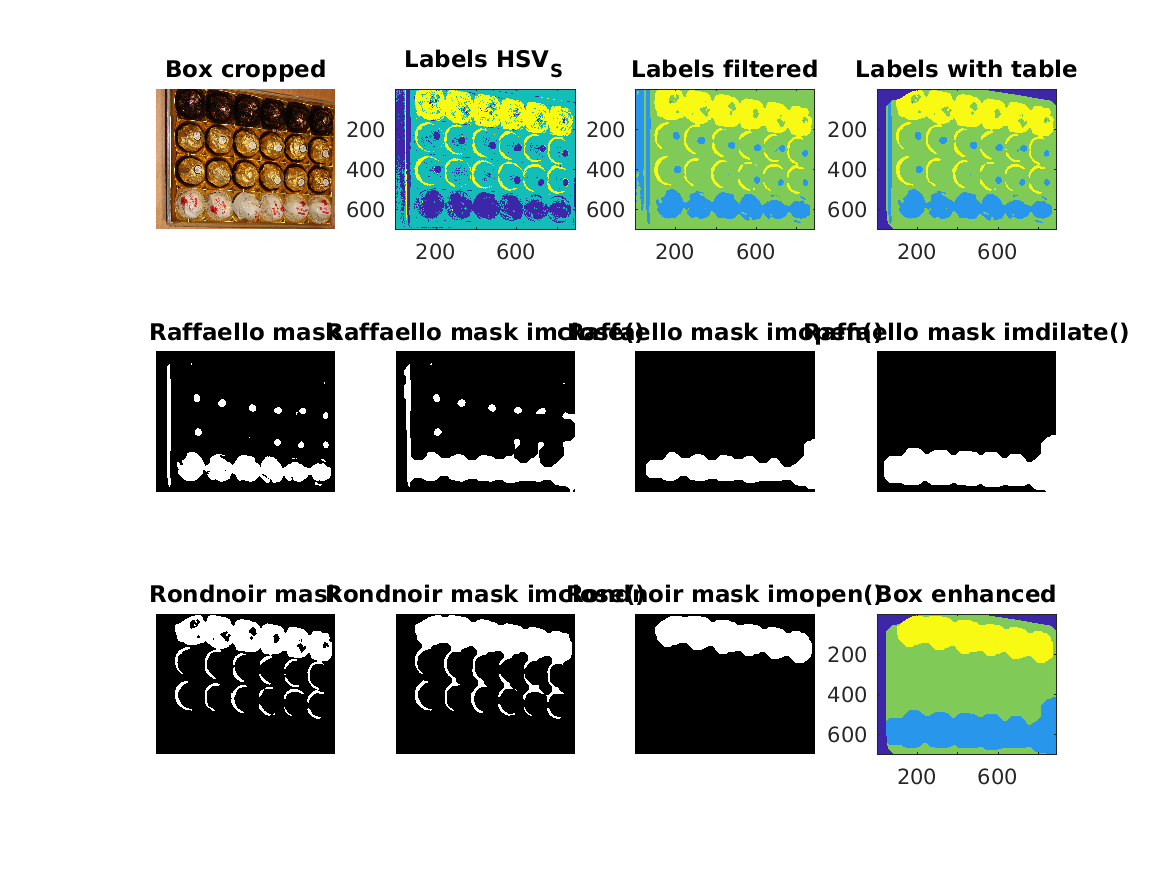 Box cropped
Labels HSV_S
Labels filtered
Labels with table
200
400
600
200 600
200
400
600
200 600
200
400
600
200 600
Raffaello mask
Raffaello mask imclose()
Raffaello mask imopen()
Raffaello mask imdilate()
Rondnoir mask
Rondnoir mask imclose()
Rondnoir mask imopen()
Box enhanced
200
400
600
200 600